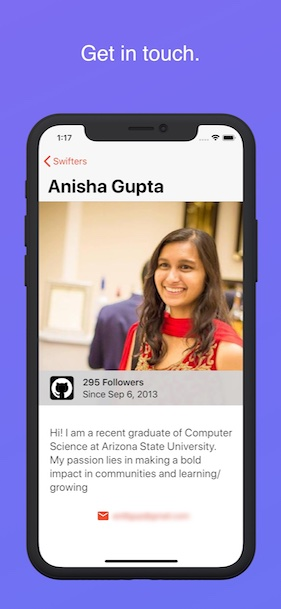 Get in touch.
1:17
Swifters
Anisha Gupta
295 Followers
Since Sep 6, 2013
Hi! I am a recent graduate of Computer
Science at Arizona State University.
My passion lies in making a bold
impact in communities and learning/
growing